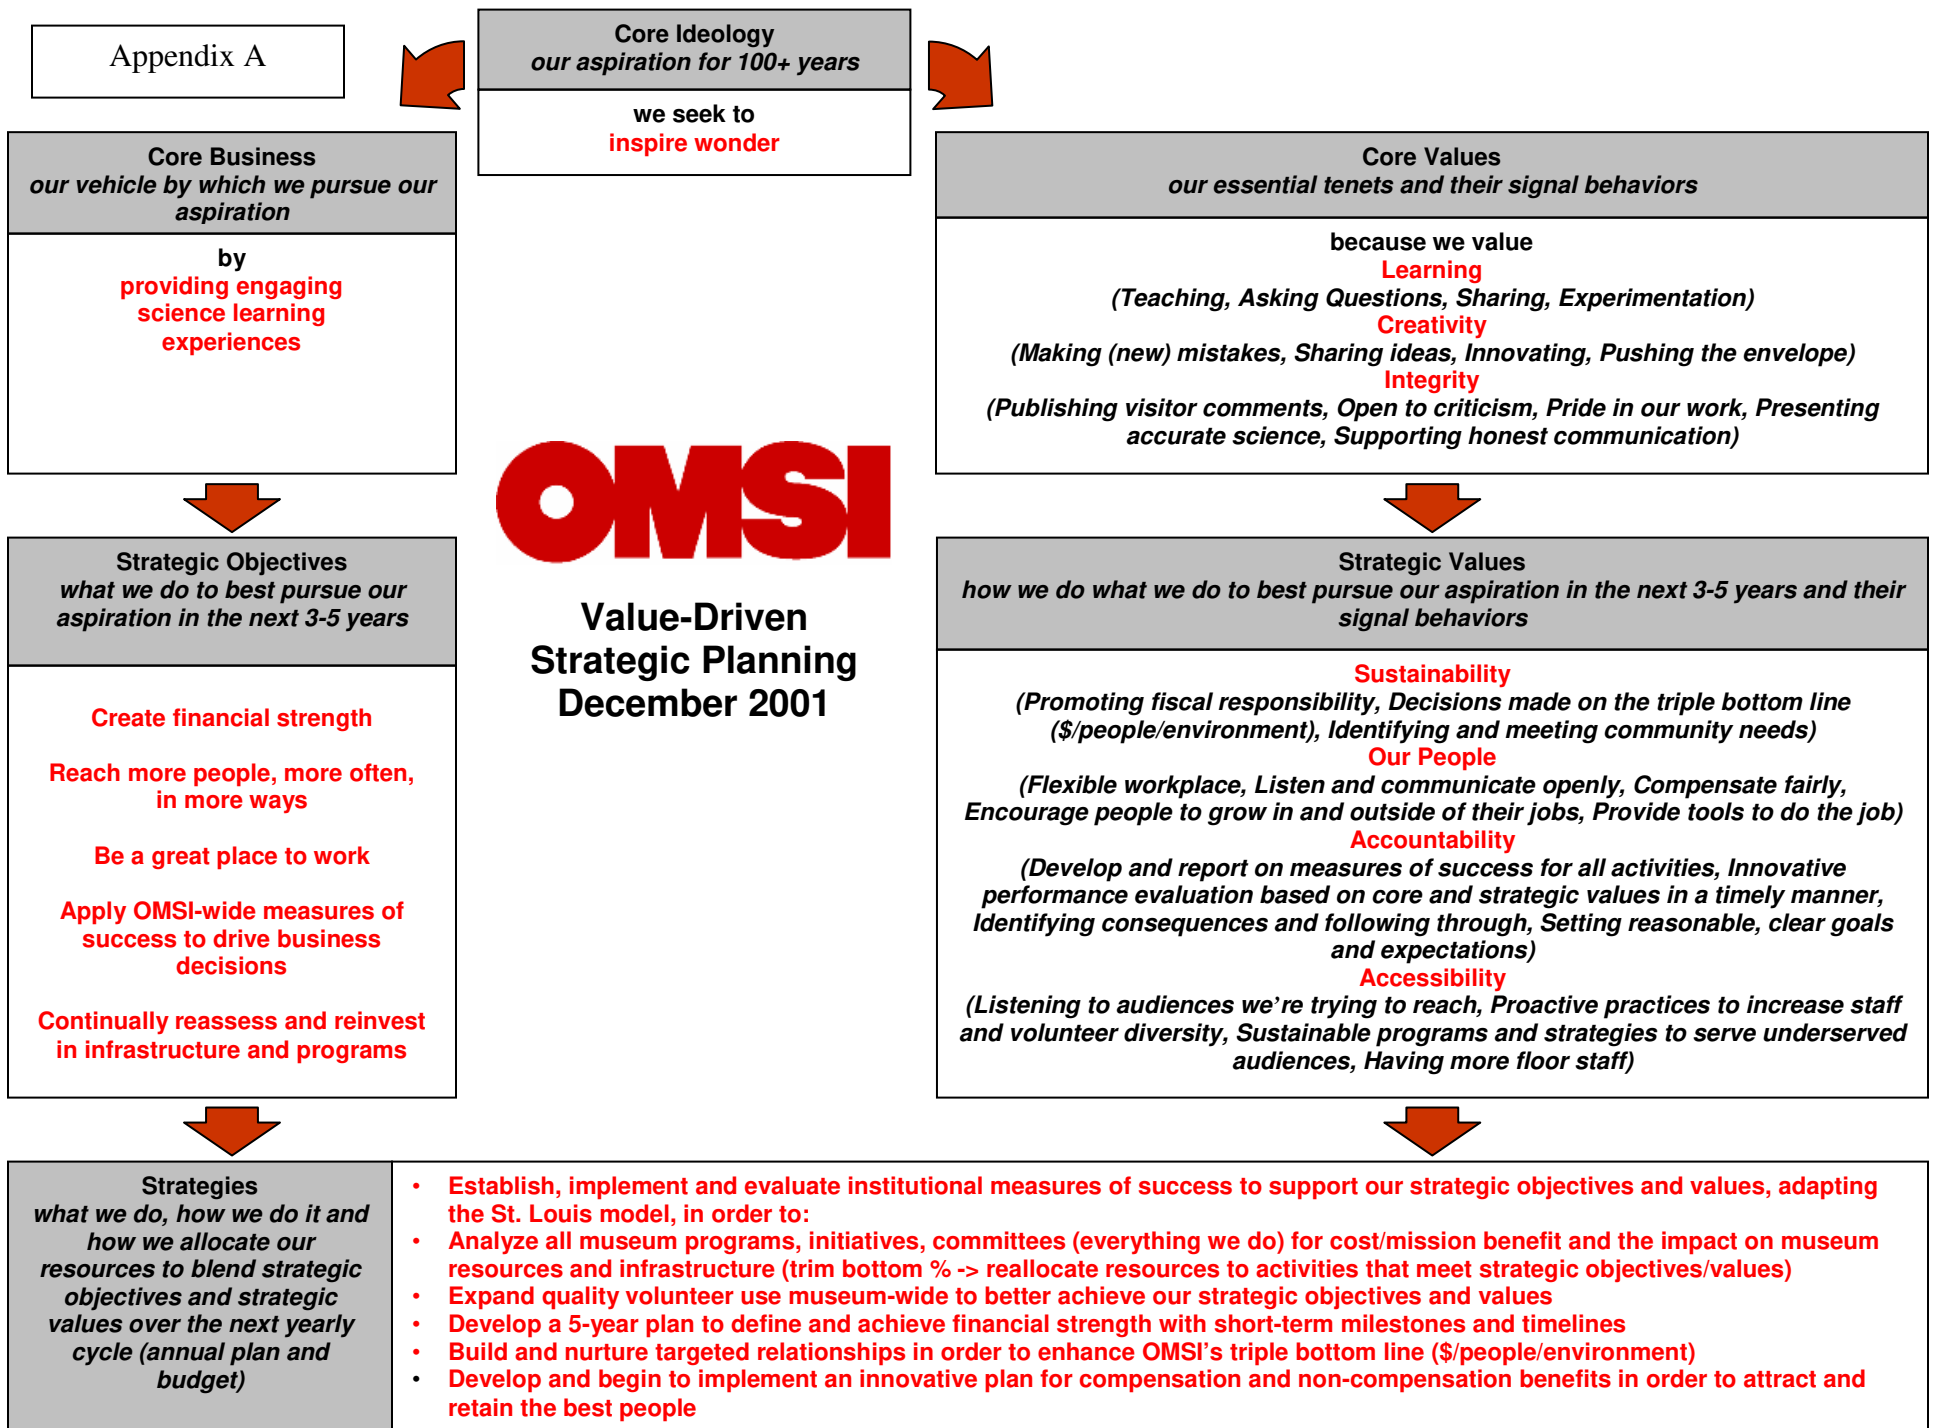 Appendix A
Core Ideology
our aspiration for 100+ years
we seek to
inspire wonder
Core Business
our vehicle by which we pursue our
aspiration
by
providing engaging
science learning
experiences
Core Values
our essential tenets and their signal behaviors
because we value
Learning
(Teaching, Asking Questions, Sharing, Experimentation)
Creativity
(Making (new) mistakes, Sharing ideas, Innovating, Pushing the envelope)
Integrity
(Publishing visitor comments, Open to criticism, Pride in our work, Presenting
accurate science, Supporting honest communication)
OMSI
Value-Driven
Strategic Planning
December 2001
Strategic Objectives
what we do to best pursue our
aspiration in the next 3-5 years
Create financial strength
Reach more people, more often,
in more ways
Be a great place to work
Apply OMSI-wide measures of
success to drive business
decisions
Continually reassess and reinvest
in infrastructure and programs
Strategic Values
how we do what we do to best pursue our aspiration in the next 3-5 years and their
signal behaviors
Sustainability
(Promoting fiscal responsibility, Decisions made on the triple bottom line
($/people/environment), Identifying and meeting community needs)
Our People
(Flexible workplace, Listen and communicate openly, Compensate fairly,
Encourage people to grow in and outside of their jobs, Provide tools to do the job)
Accountability
(Develop and report on measures of success for all activities, Innovative
performance evaluation based on core and strategic values in a timely manner,
Identifying consequences and following through, Setting reasonable, clear goals
and expectations)
Accessibility
(Listening to audiences we’re trying to reach, Proactive practices to increase staff
and volunteer diversity, Sustainable programs and strategies to serve underserved
audiences, Having more floor staff)
Strategies
what we do, how we do it and
how we allocate our
resources to blend strategic
objectives and strategic
values over the next yearly
cycle (annual plan and
budget)
• Establish, implement and evaluate institutional measures of success to support our strategic objectives and values, adapting
the St. Louis model, in order to:
• Analyze all museum programs, initiatives, committees (everything we do) for cost/mission benefit and the impact on museum
resources and infrastructure (trim bottom % -> reallocate resources to activities that meet strategic objectives/values)
• Expand quality volunteer use museum-wide to better achieve our strategic objectives and values
• Develop a 5-year plan to define and achieve financial strength with short-term milestones and timelines
• Build and nurture targeted relationships in order to enhance OMSI’s triple bottom line ($/people/environment)
• Develop and begin to implement an innovative plan for compensation and non-compensation benefits in order to attract and
retain the best people